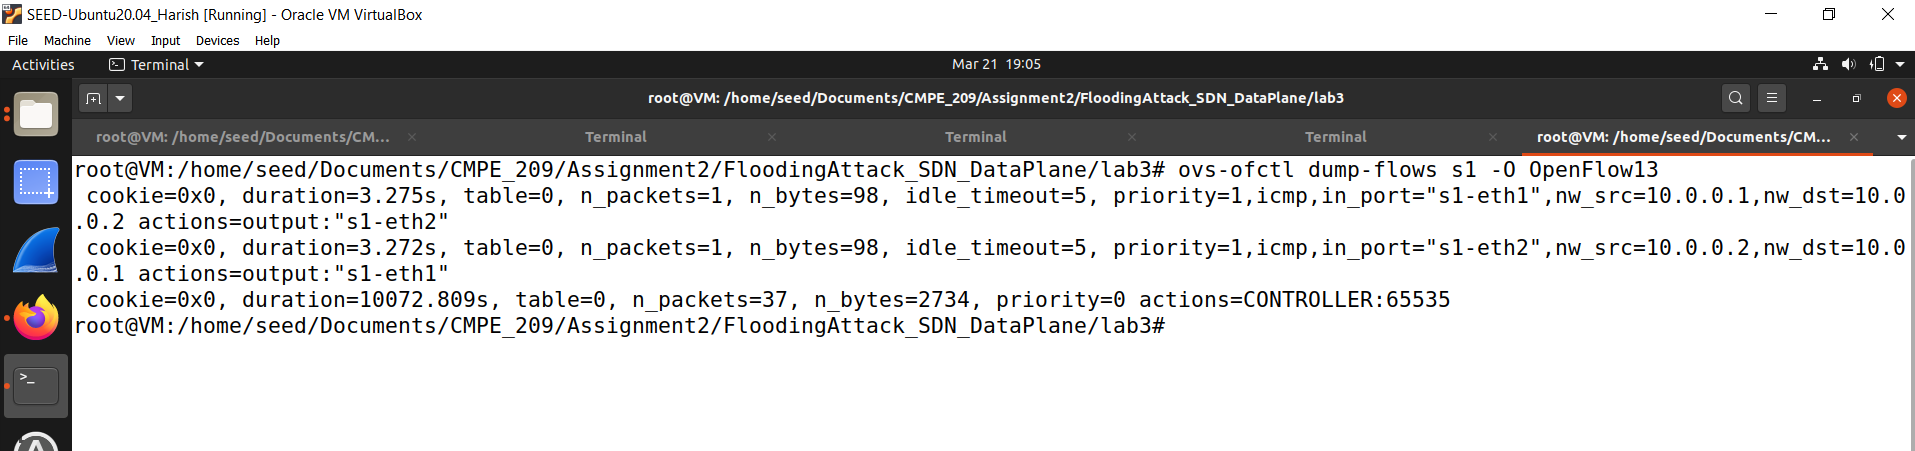 SEED-Ubuntu20.04_Harish [Running] - Oracle VM VirtualBox
File Machine View Input Devices Help
Activities Terminal Mar 21 19:05
root@VM: /home/seed/Documents/CMPE_209/Assignment2/FloodingAttack_SDN_DataPlane/lab3
root@VM: /home/seed/Documents/CM... Terminal Terminal Terminal root@VM: /home/seed/Documents/CM...
root@VM:/home/seed/Documents/CMPE_209/Assignment2/FloodingAttack_SDN_DataPlane/lab3# ovs-ofctl dump-flows s1 -O OpenFlow13
cookie=0x0, duration=3.275s, table=0, n_packets=1, n_bytes=98, idle_timeout=5, priority=1,icmp,in_port="s1-eth1",nw_src=10.0.0.1,nw_dst=10.0
.0.2 actions=output:"s1-eth2"
cookie=0x0, duration=3.272s, table=0, n_packets=1, n_bytes=98, idle_timeout=5, priority=1,icmp,in_port="s1-eth2",nw_src=10.0.0.2,nw_dst=10.0
.0.1 actions=output:"s1-eth1"
cookie=0x0, duration=10072.809s, table=0, n_packets=37, n_bytes=2734, priority=0 actions=CONTROLLER:65535
root@VM:/home/seed/Documents/CMPE_209/Assignment2/FloodingAttack_SDN_DataPlane/lab3#